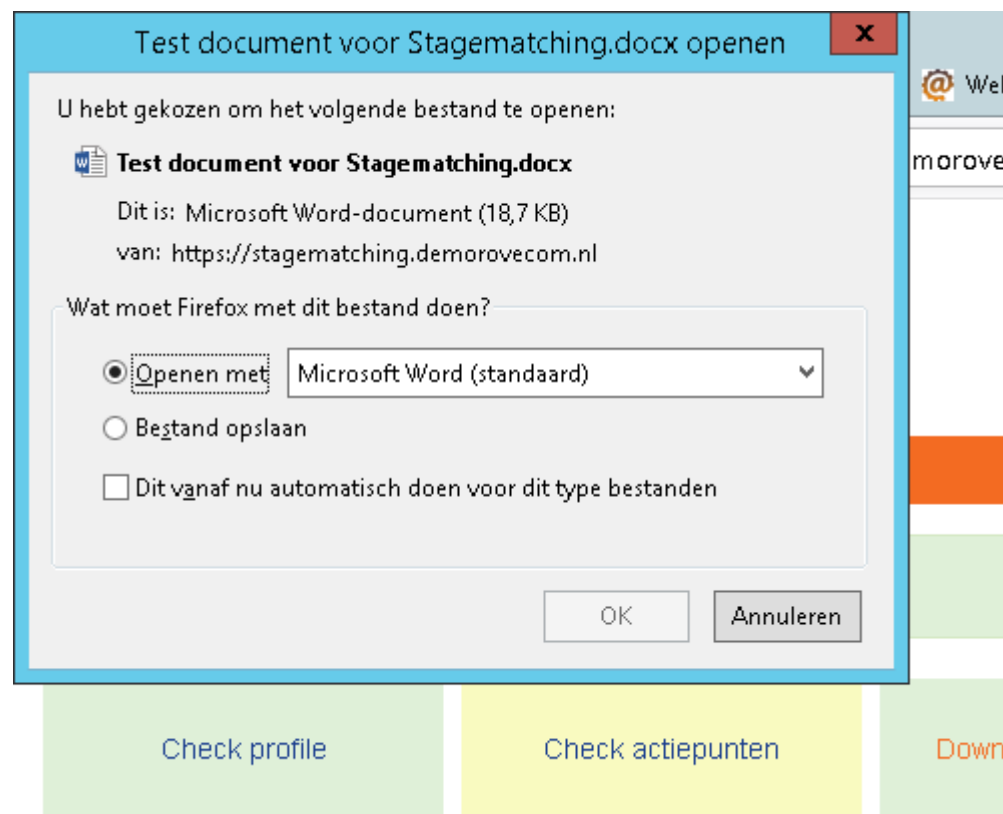 Test document voor Stagematching.docx openen
x
U hebt gekozen om het volgende bestand te openen:
Test document voor Stagematching.docx
Dit is: Microsoft Word-document (18,7 KB)
van: https://stagematching.demorovecom.nl
Wat moet Firefox met dit bestand doen?
Openen met Microsoft Word (standaard)
Bestand opslaan
Dit vanaf nu automatisch doen voor dit type bestanden
OK Annuleren
Check profile
Check actiepunten